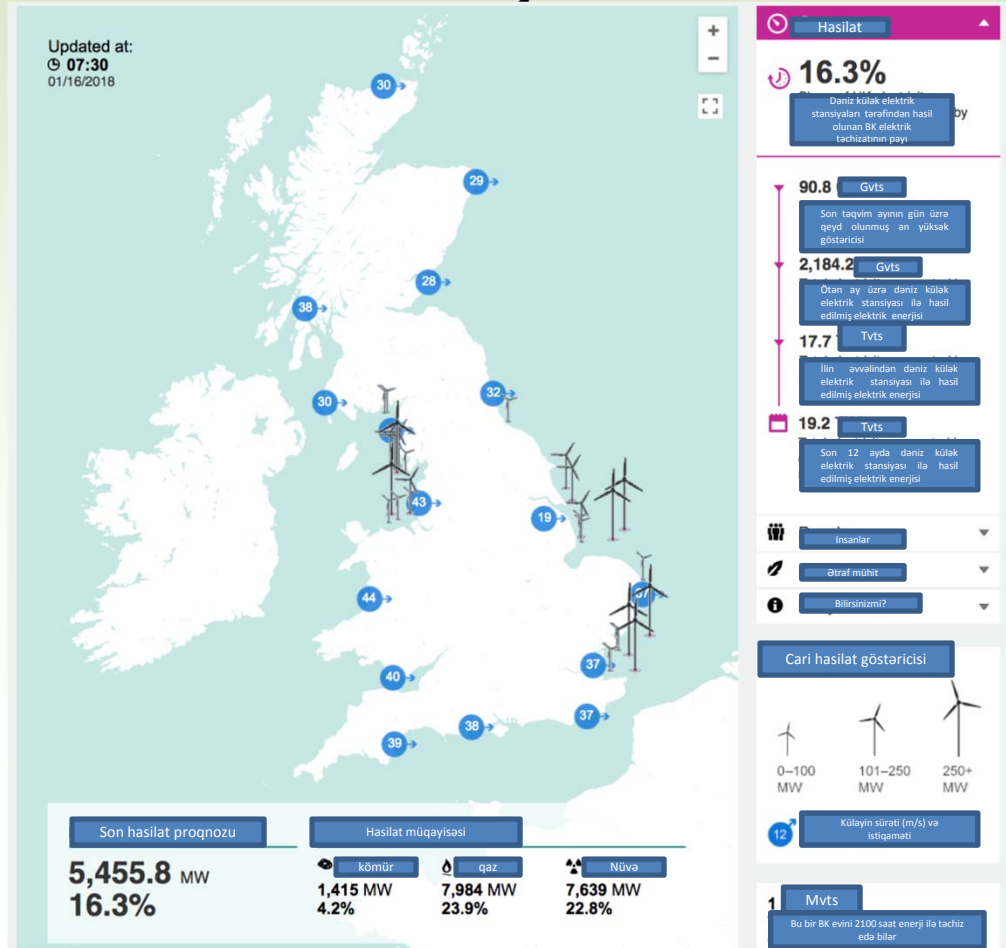 Updated at:
07:30
01/16/2018
30
29
28
38
30
32
43
19
44
37
37
40
37
38
39
Son hasilat proqnozu
5,455.8 MW
16.3%
Hasilat müqayisəsi
kömür
1,415 MW
4.2%
qaz
7,984 MW
23.9%
Nüvə
7,639 MW
22.8%
Hasilat
16.3%
Dəniz külək elektrik
stansiyaları tərəfindən hasil
olunan BK elektrik
təchizatının payı
by
90.8 Gvts
Son təqvim ayının gün üzrə
qeyd olunmuş ən yüksək
göstəricisi
2,184.2 Gvts
Ötən ay üzrə dəniz külək
elektrik stansiyası ilə hasil
edilmiş elektrik enerjisi
17.7 Tvts
İlin əvvəlindən dəniz külək
elektrik stansiyası ilə hasil
edilmiş elektrik enerjisi
19.2 Tvts
Son 12 ayda dəniz külək
elektrik stansiyası ilə hasil
edilmiş elektrik enerjisi
İnsanlar
Ətraf mühit
Bilirsinizmi?
Cari hasilat göstəricisi
0–100
MW
101–250
MW
250+
MW
12
Küləyin sürəti (m/s) və
istiqaməti
1 Mvts
Bu bir BK evini 2100 saat enerji ilə təchiz
edə bilər